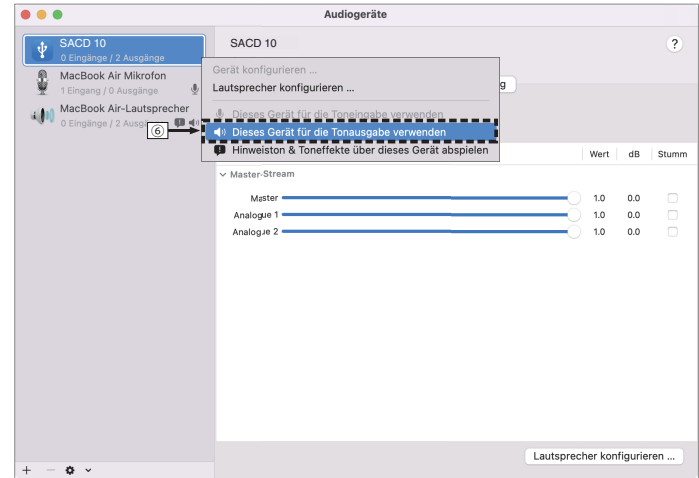 Audiogeräte
SACD 10
0 Eingänge / 2 Ausgänge
MacBook Air Mikrofon
1 Eingang / 0 Ausgänge
MacBook Air-Lautsprecher
0 Eingänge / 2 Ausgä
⑥
SACD 10
?
Gerät konfigurieren ...
Lautsprecher konfigurieren ...
Dieses Gerät für die Toneingabe verwenden
Dieses Gerät für die Tonausgabe verwenden
Hinweiston & Toneffekte über dieses Gerät abspielen
g
Wert dB Stumm
Master-Stream
Master 1.0 0.0
Analogue 1 1.0 0.0
Analogue 2 1.0 0.0
Lautsprecher konfigurieren ...